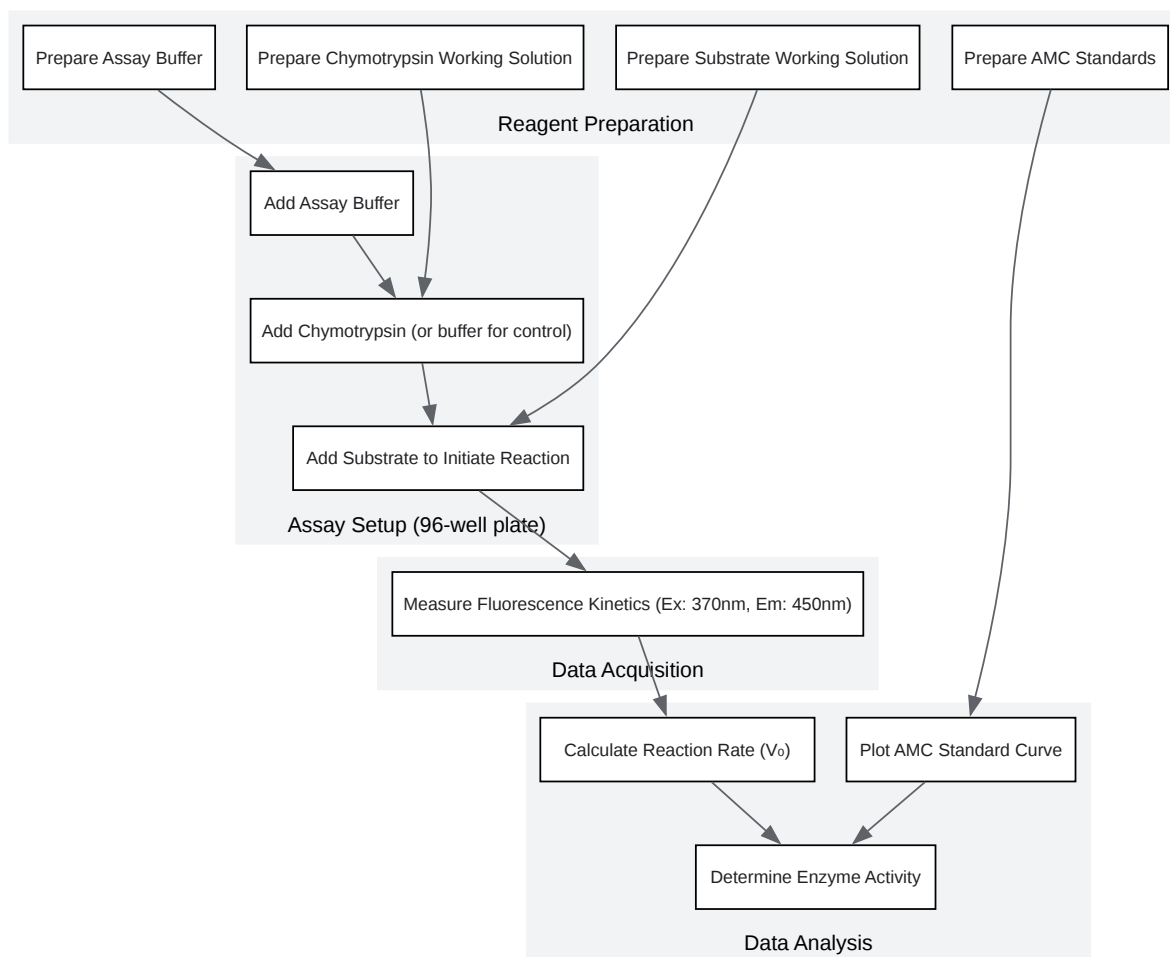 Prepare Assay Buffer
Prepare Chymotrypsin Working Solution
Prepare Substrate Working Solution
Prepare AMC Standards
Reagent Preparation
Add Assay Buffer
Add Chymotrypsin (or buffer for control)
Add Substrate to Initiate Reaction
Assay Setup (96-well plate)
Measure Fluorescence Kinetics (Ex: 370nm, Em: 450nm)
Data Acquisition
Calculate Reaction Rate (V₀)
Plot AMC Standard Curve
Determine Enzyme Activity
Data Analysis